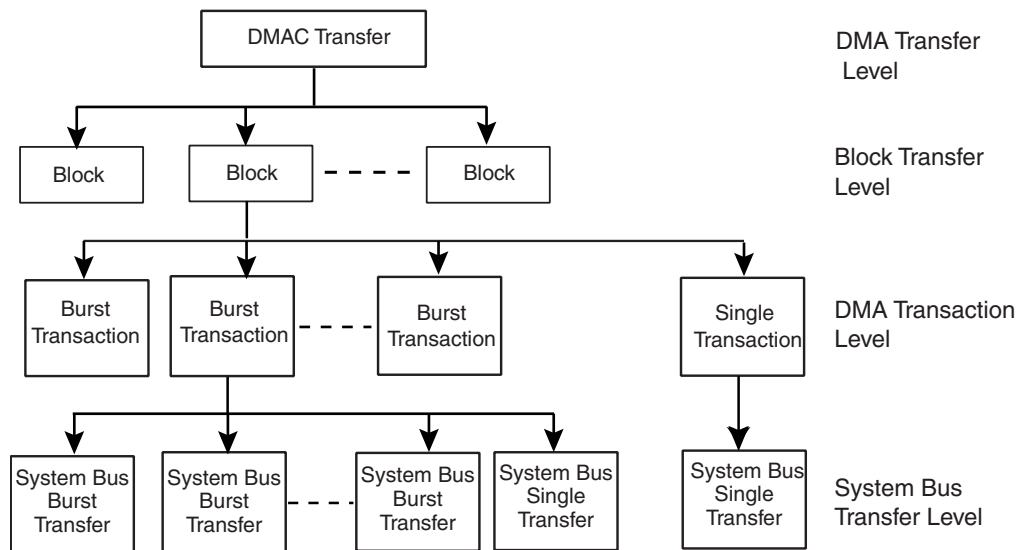 DMAC Transfer
DMA Transfer
Level
Block
Block
Block
Block Transfer
Level
Burst
Transaction
Burst
Transaction
Burst
Transaction
Single
Transaction
DMA Transaction
Level
System Bus
Burst
Transfer
System Bus
Burst
Transfer
System Bus
Burst
Transfer
System Bus
Single
Transfer
System Bus
Single
Transfer
System Bus
Transfer Level